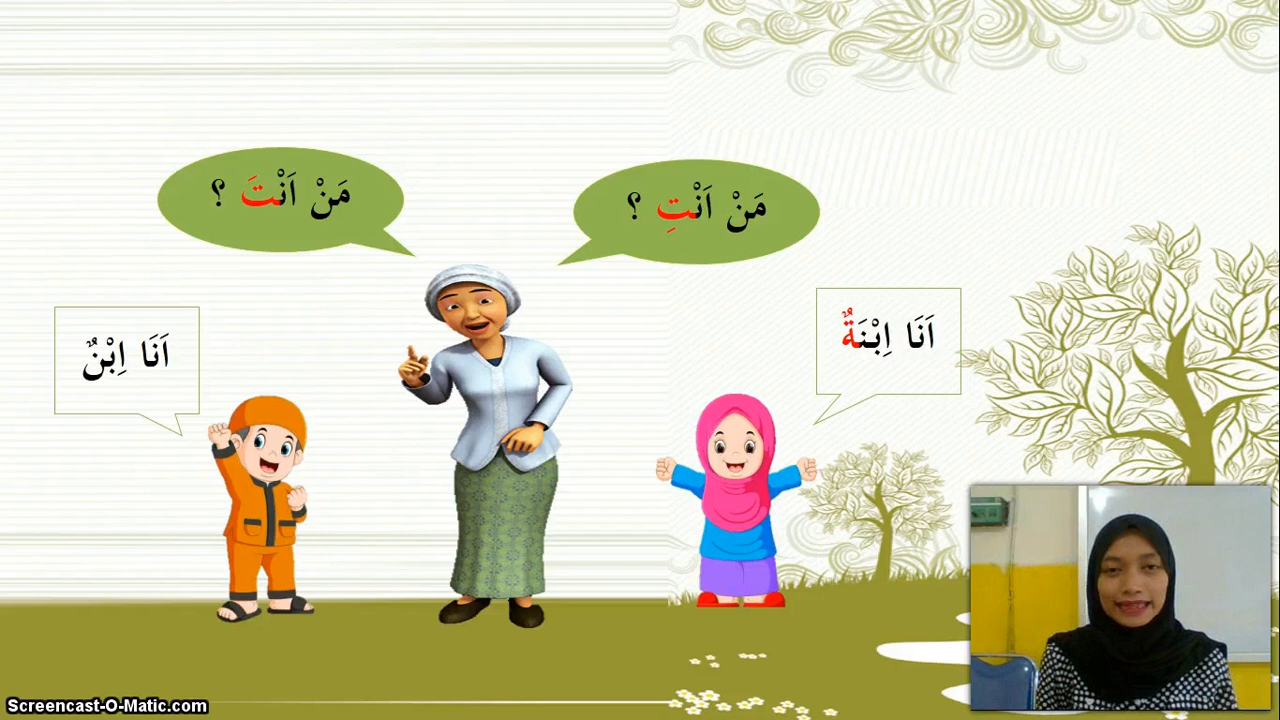 مَنْ اَنْتَ ؟
مَنْ اَنْتِ ؟
اَنَا اِبْنٌ
اَنَا اِبْنَةٌ
Screencast-O-Matic.com